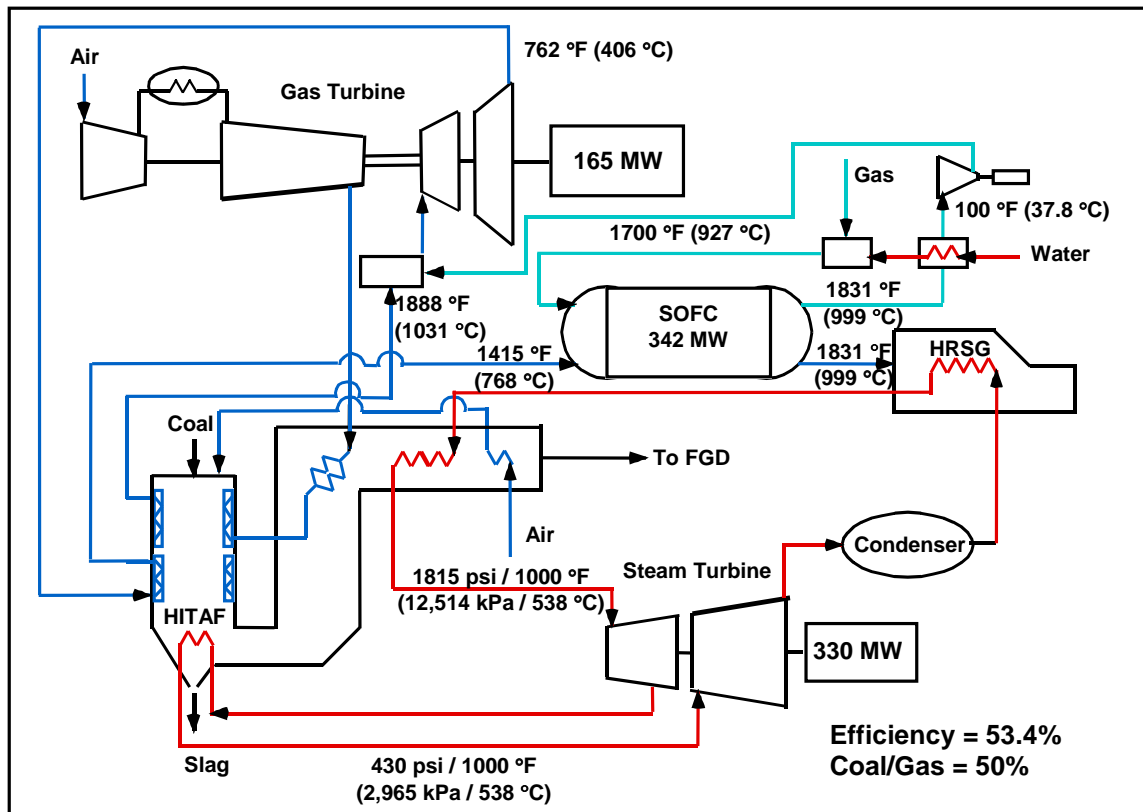 762 °F (406 °C)
Air
Gas Turbine
165 MW
Gas
100 °F (37.8 °C)
1700 °F (927 °C)
Water
1888 °F
(1031 °C)
SOFC
342 MW
1831 °F
(999 °C)
1415 °F
(768 °C)
1831 °F
(999 °C)
HRSG
Coal
To FGD
Air
Condenser
1815 psi / 1000 °F
(12,514 kPa / 538 °C)
Steam Turbine
HITAF
330 MW
Slag
430 psi / 1000 °F
(2,965 kPa / 538 °C)
Efficiency = 53.4%
Coal/Gas = 50%